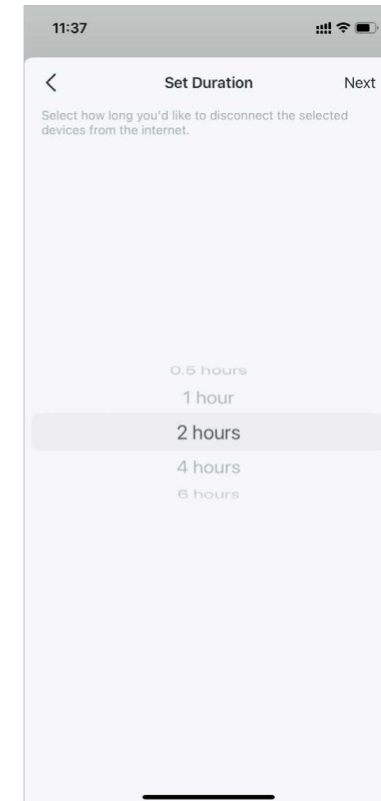 11:37
Set Duration
Next
Select how long you'd like to disconnect the selected
devices from the internet.
0.5 hours
1 hour
2 hours
4 hours
6 hours